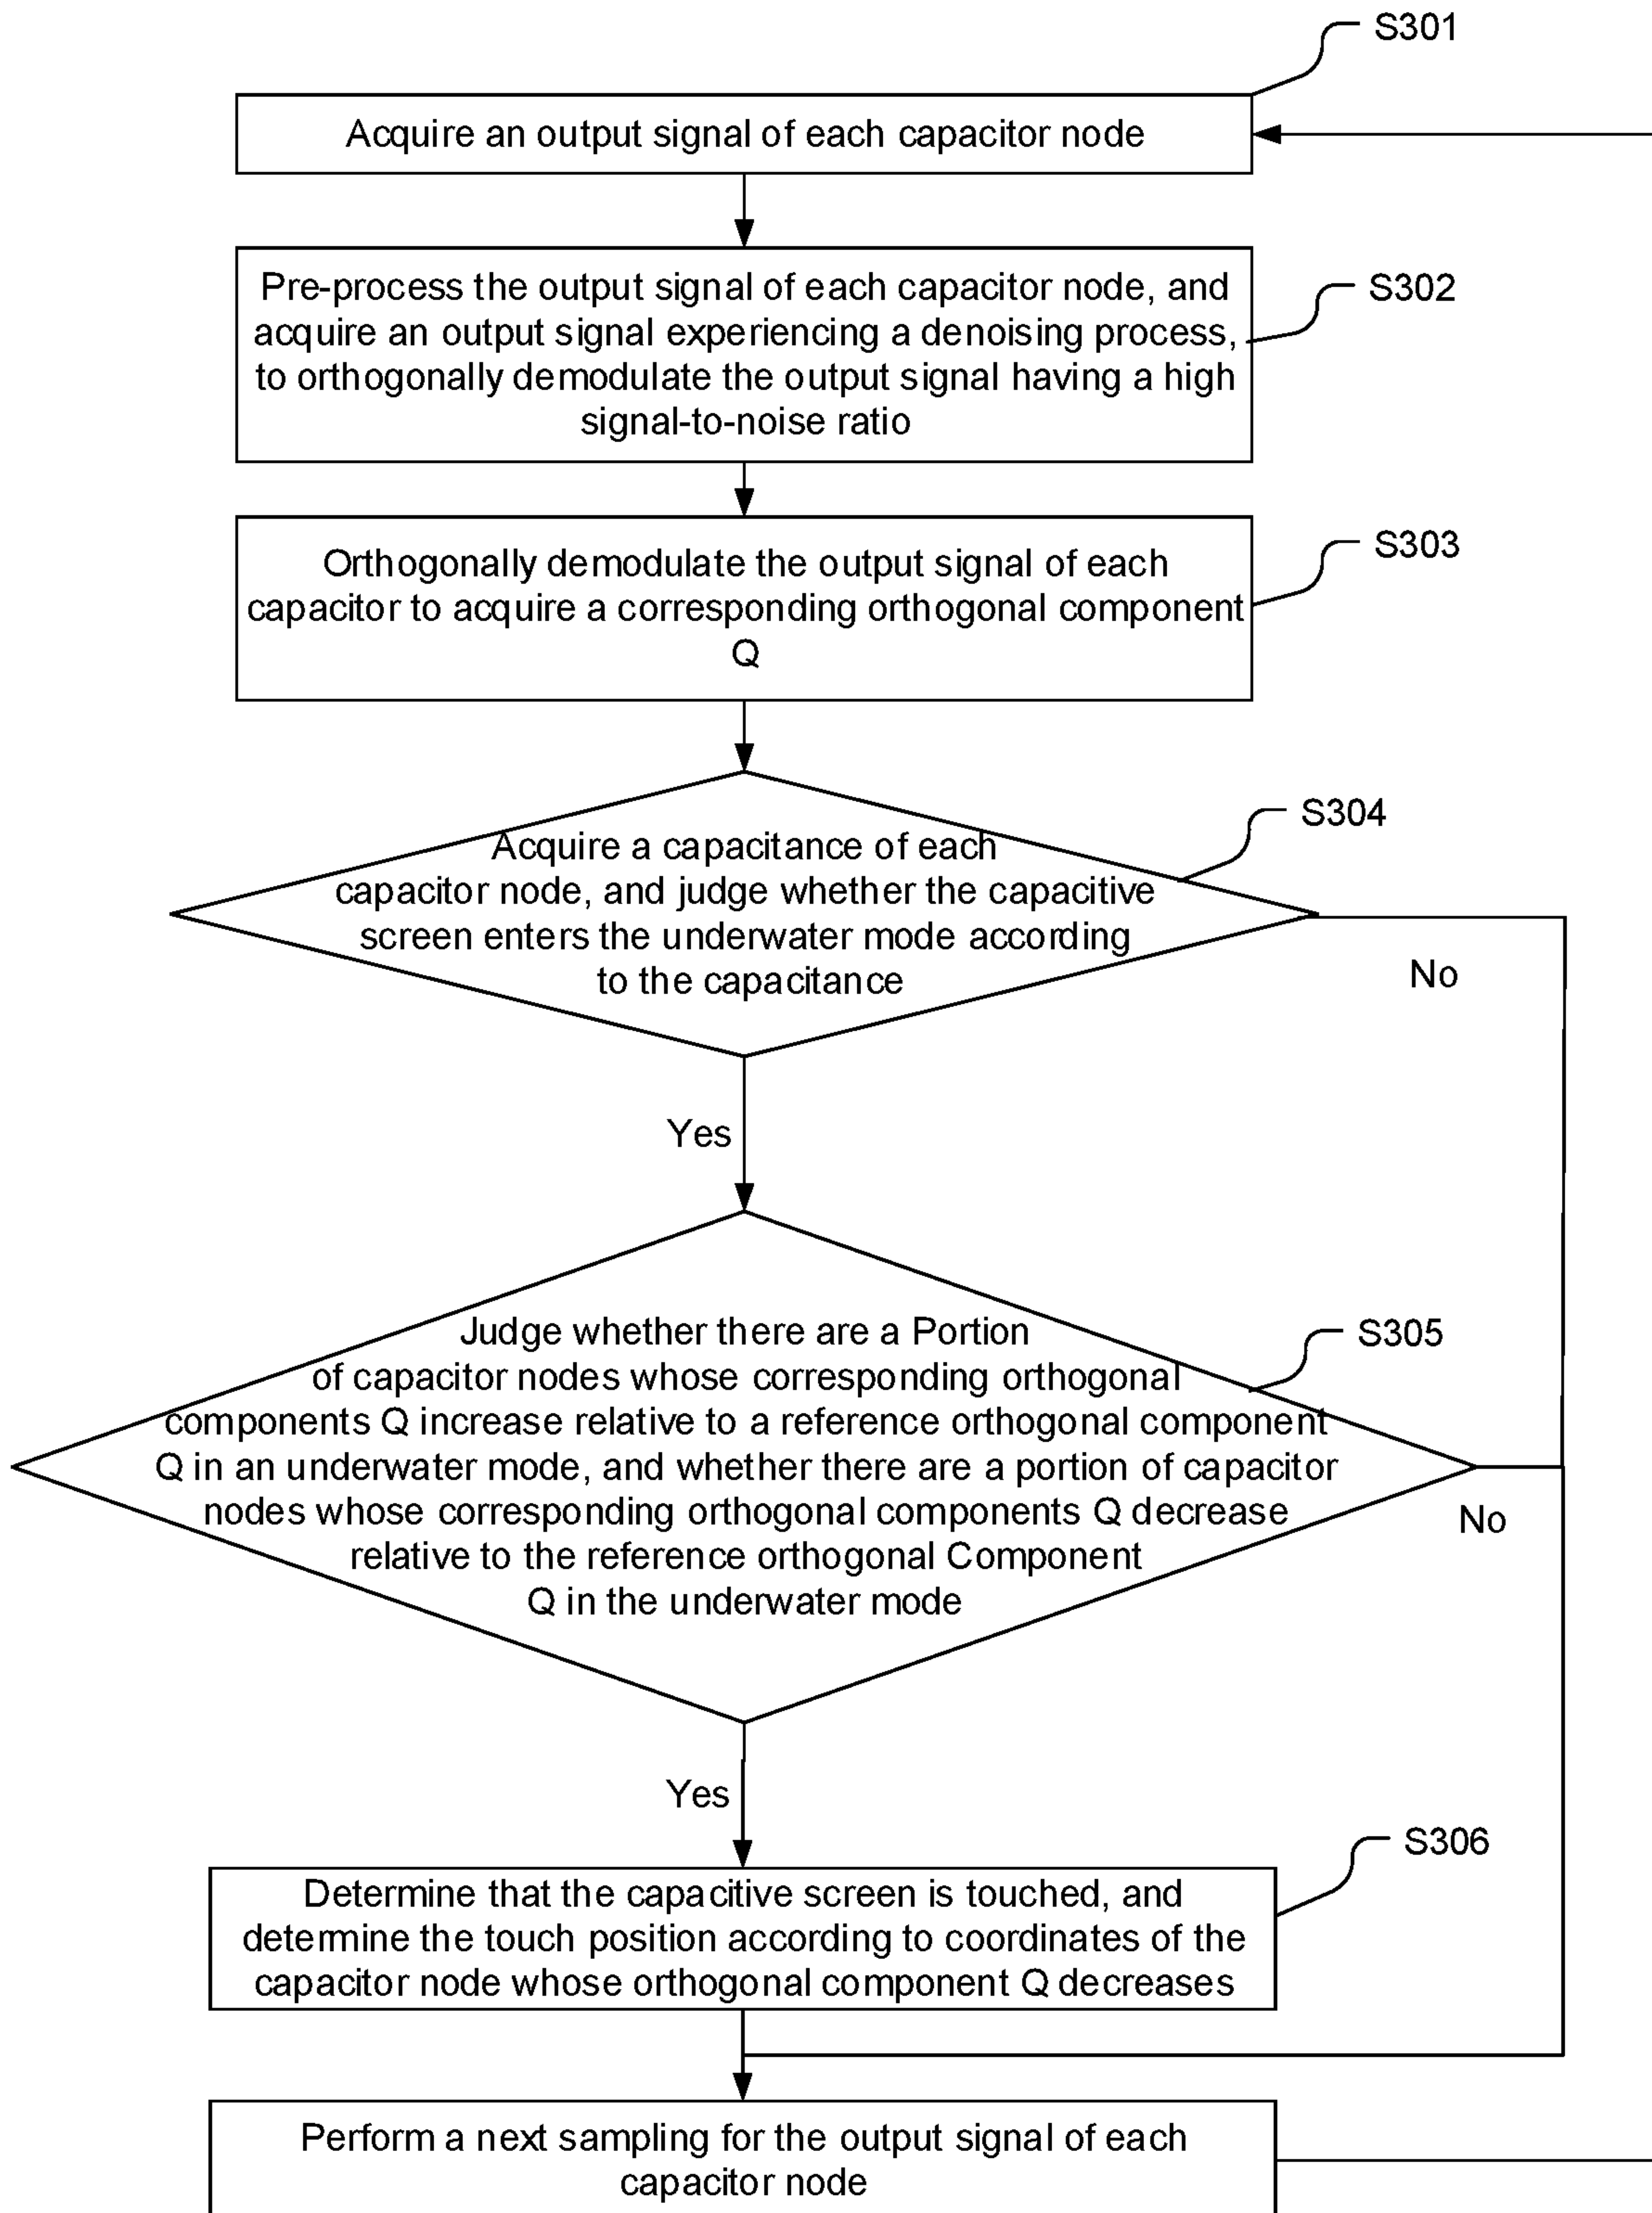 S301
Acquire an output signal of each capacitor node
Pre-process the output signal of each capacitor node, and
acquire an output signal experiencing a denoising process,
to orthogonally demodulate the output signal having a high
signal-to-noise ratio
S302
Orthogonally demodulate the output signal of each
capacitor to acquire a corresponding orthogonal component
Q
S303
Acquire a capacitance of each
capacitor node, and judge whether the capacitive
screen enters the underwater mode according
to the capacitance
S304
No
Yes
Judge whether there are a Portion
of capacitor nodes whose corresponding orthogonal
components Q increase relative to a reference orthogonal component
Q in an underwater mode, and whether there are a portion of capacitor
nodes whose corresponding orthogonal components Q decrease
relative to the reference orthogonal Component
Q in the underwater mode
S305
No
Yes
S306
Determine that the capacitive screen is touched, and
determine the touch position according to coordinates of the
capacitor node whose orthogonal component Q decreases
Perform a next sampling for the output signal of each
capacitor node